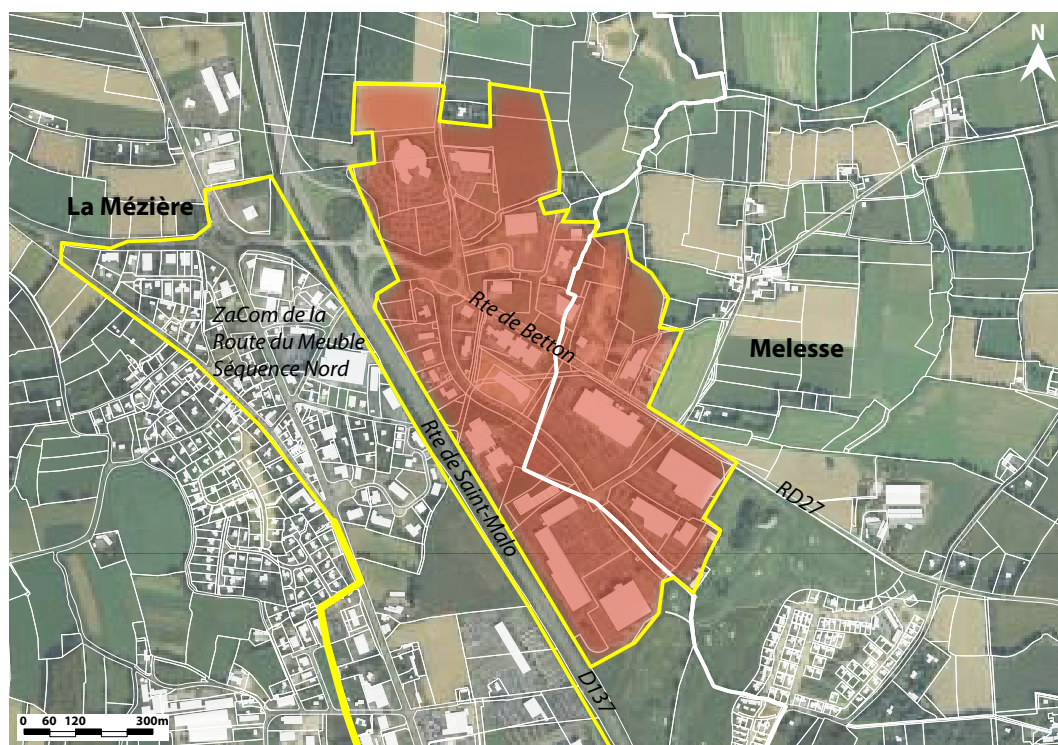 N
La Mézière
ZaCom de la
Route du Meuble
Séquence Nord
Rte de Betton
Melesse
Rte de Saint-Malo
RD27
D137
0 60 120 300m